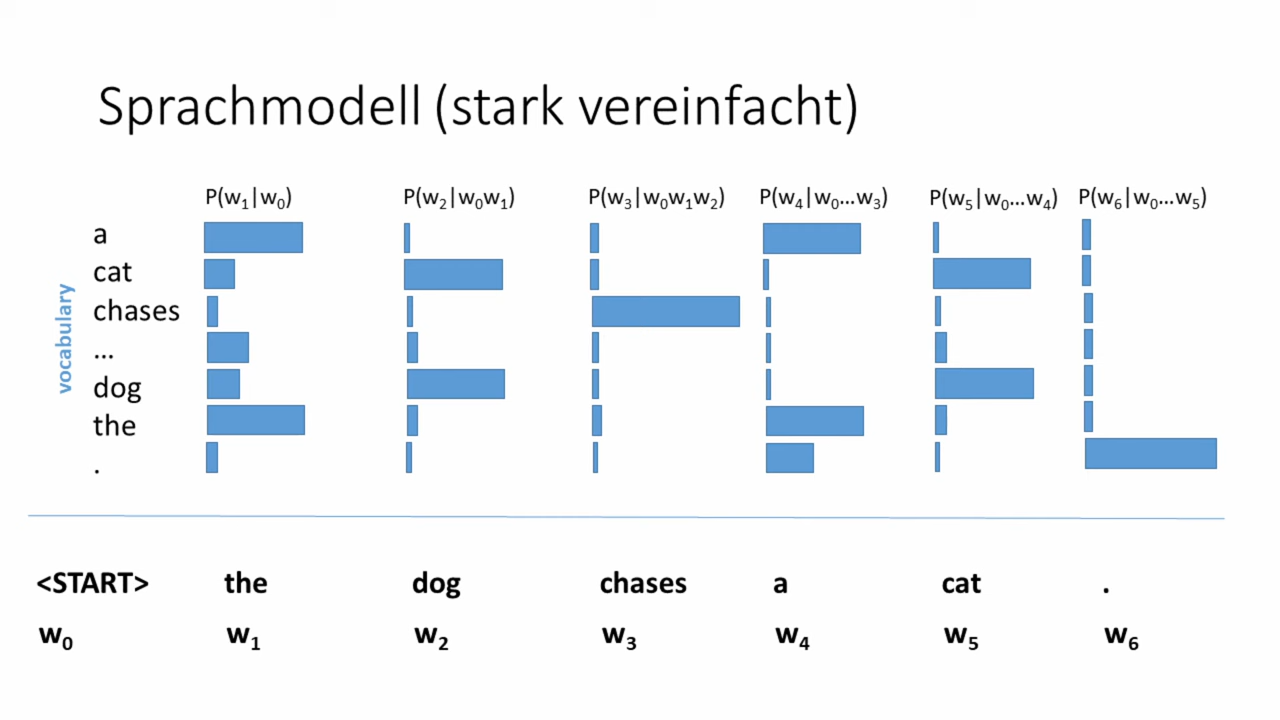 Sprachmodell (stark vereinfacht)
P(w₁|w₀) P(w₂|w₀w₁) P(w₃|w₀w₁w₂) P(w₄|w₀...w₃) P(w₅|w₀...w₄) P(w₆|w₀...w₅)
vocabulary
a
cat
chases
...
dog
the
.
<START> the dog chases a cat .
w₀ w₁ w₂ w₃ w₄ w₅ w₆